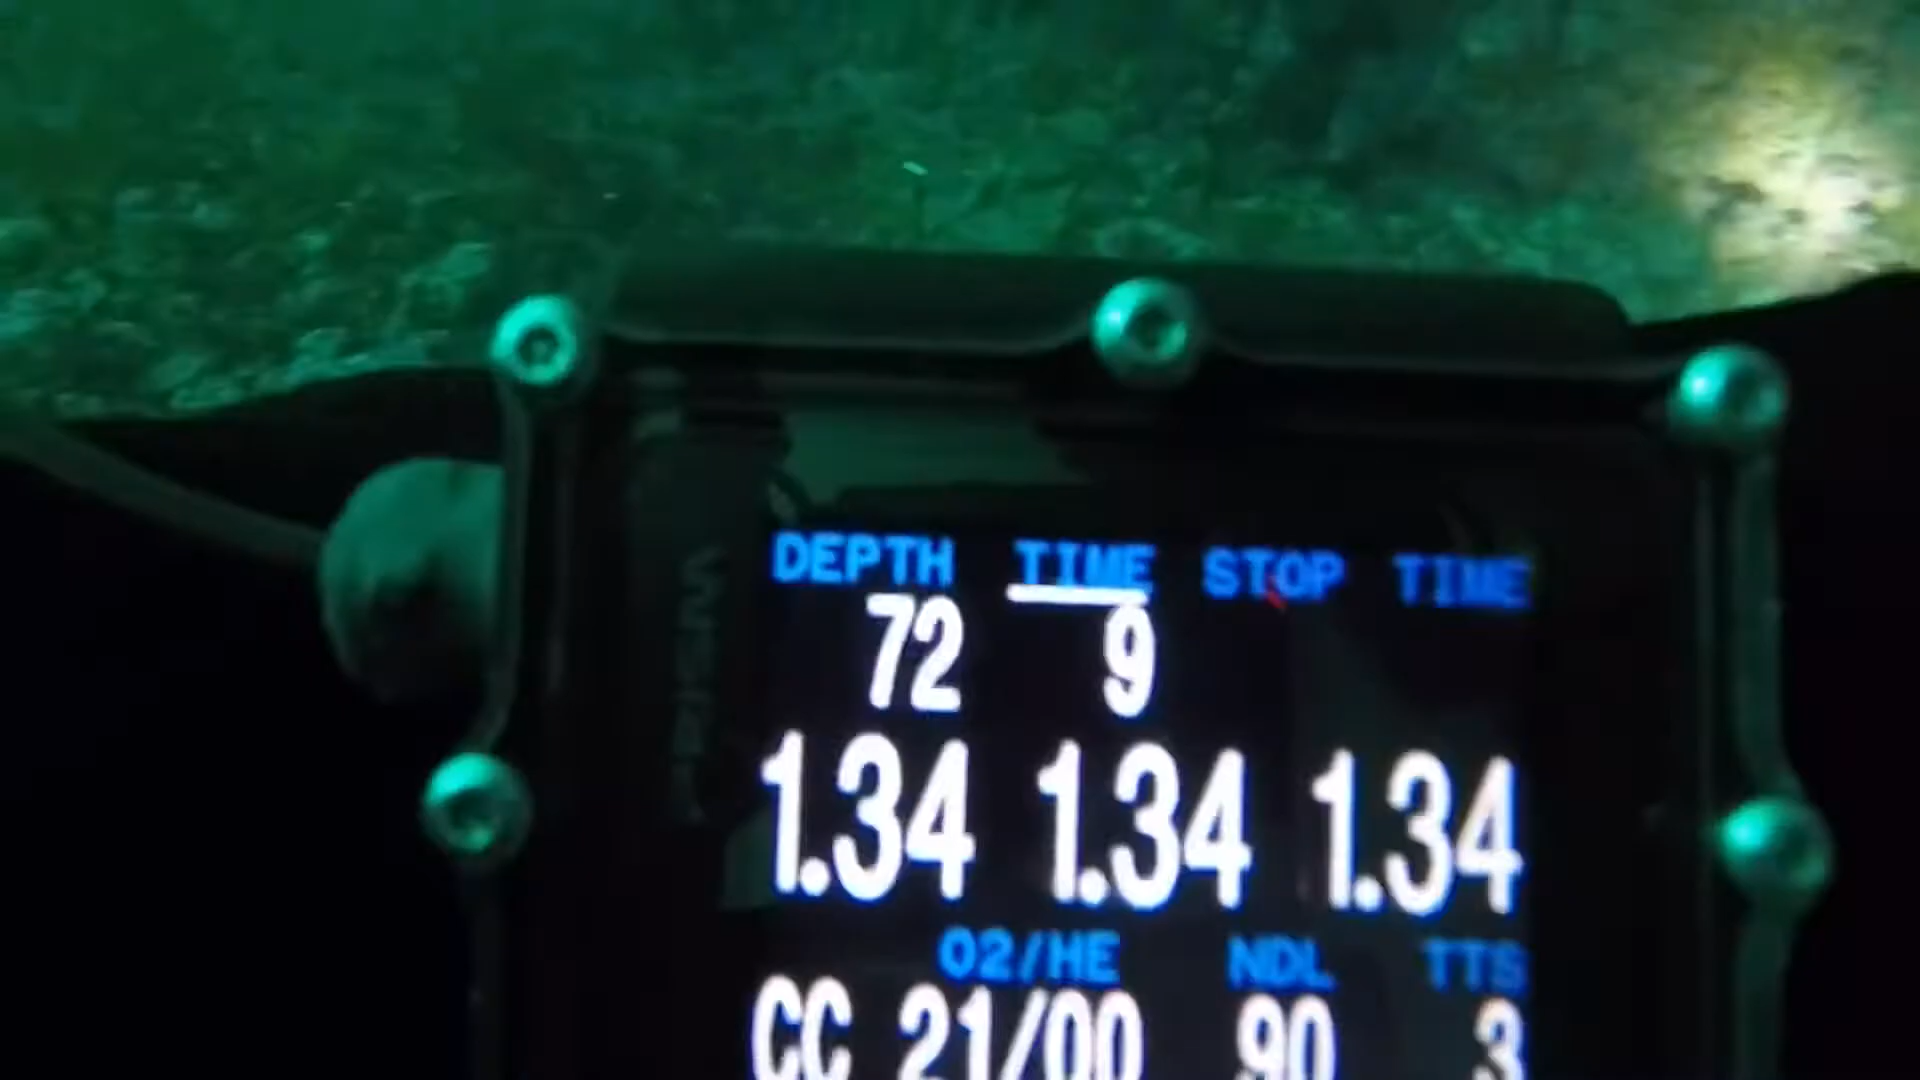 DEPTH TIME STOP TIME
72 9
1.34 1.34 1.34
O2/HE NDL TTS
CC 21/00 90 3